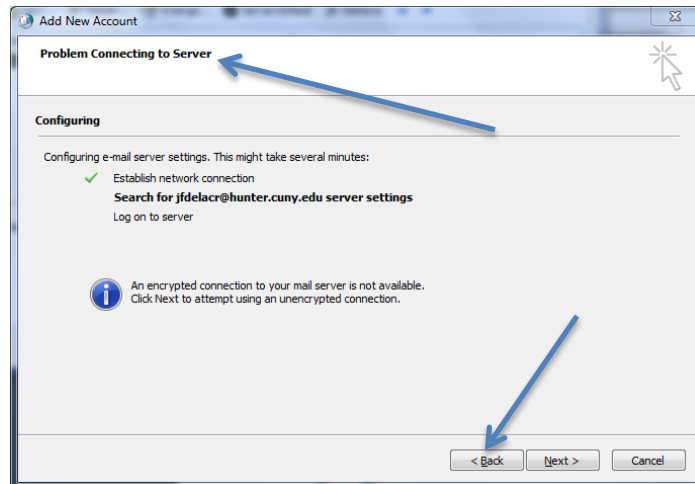 Add New Account
Problem Connecting to Server
Configuring
Configuring e-mail server settings. This might take several minutes:
Establish network connection
Search for jfdelacr@hunter.cuny.edu server settings
Log on to server
An encrypted connection to your mail server is not available.
Click Next to attempt using an unencrypted connection.
< Back Next > Cancel